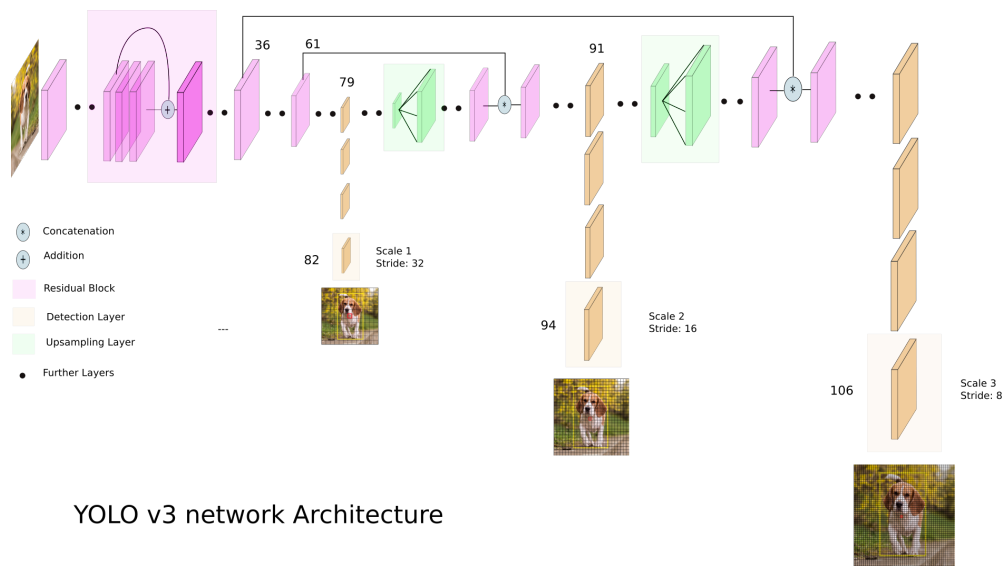 36
61
79
91
+
*
*
Concatenation
*
Addition
+
Residual Block
Detection Layer
Upsampling Layer
Further Layers
---
82
Scale 1
Stride: 32
94
Scale 2
Stride: 16
106
Scale 3
Stride: 8
YOLO v3 network Architecture